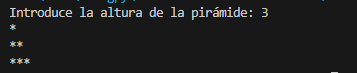 Introduce la altura de la pirámide: 3
*
**
***